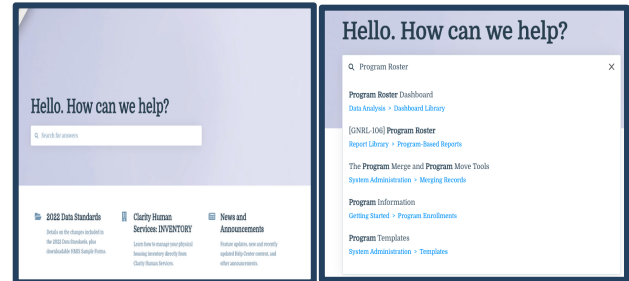 Hello. How can we help?
Search for answers
2022 Data Standards
Details on the changes included in
the 2022 Data Standards, plus
downloadable HMIS Sample Forms.
Clarity Human
Services: INVENTORY
Learn how to manage your physical
housing inventory directly from
Clarity Human Services.
News and
Announcements
Feature updates, new and recently
updated Help Center content, and
other announcements.
Hello. How can we help?
Program Roster X
Program Roster Dashboard
Data Analysis > Dashboard Library
[GNRL-106] Program Roster
Report Library > Program-Based Reports
The Program Merge and Program Move Tools
System Administration > Merging Records
Program Information
Getting Started > Program Enrollments
Program Templates
System Administration > Templates